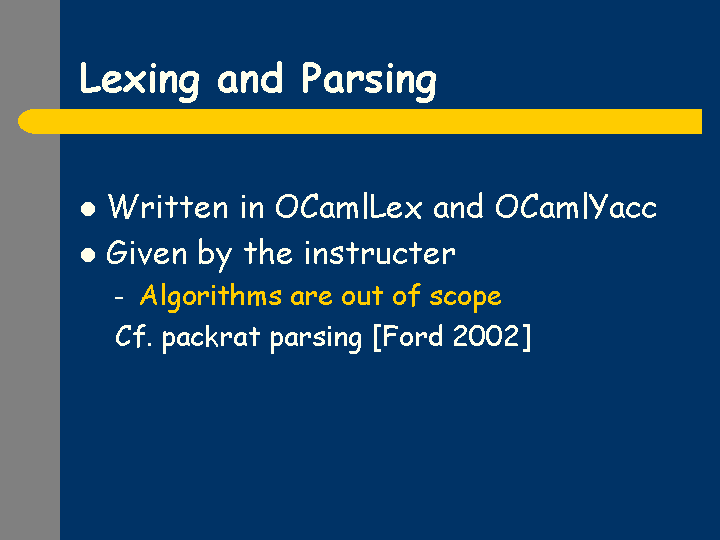 Lexing and Parsing
● Written in OCamlLex and OCamlYacc
● Given by the instructer
– Algorithms are out of scope
Cf. packrat parsing [Ford 2002]